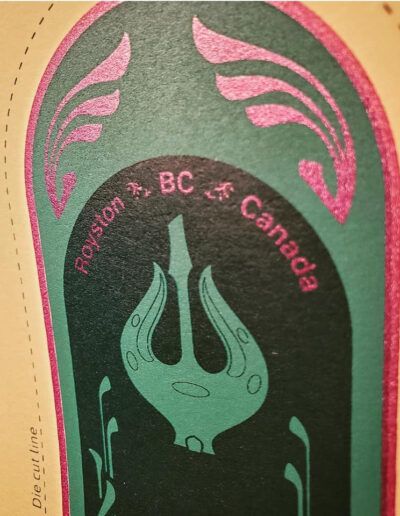 Royston BC Canada
Die cut line